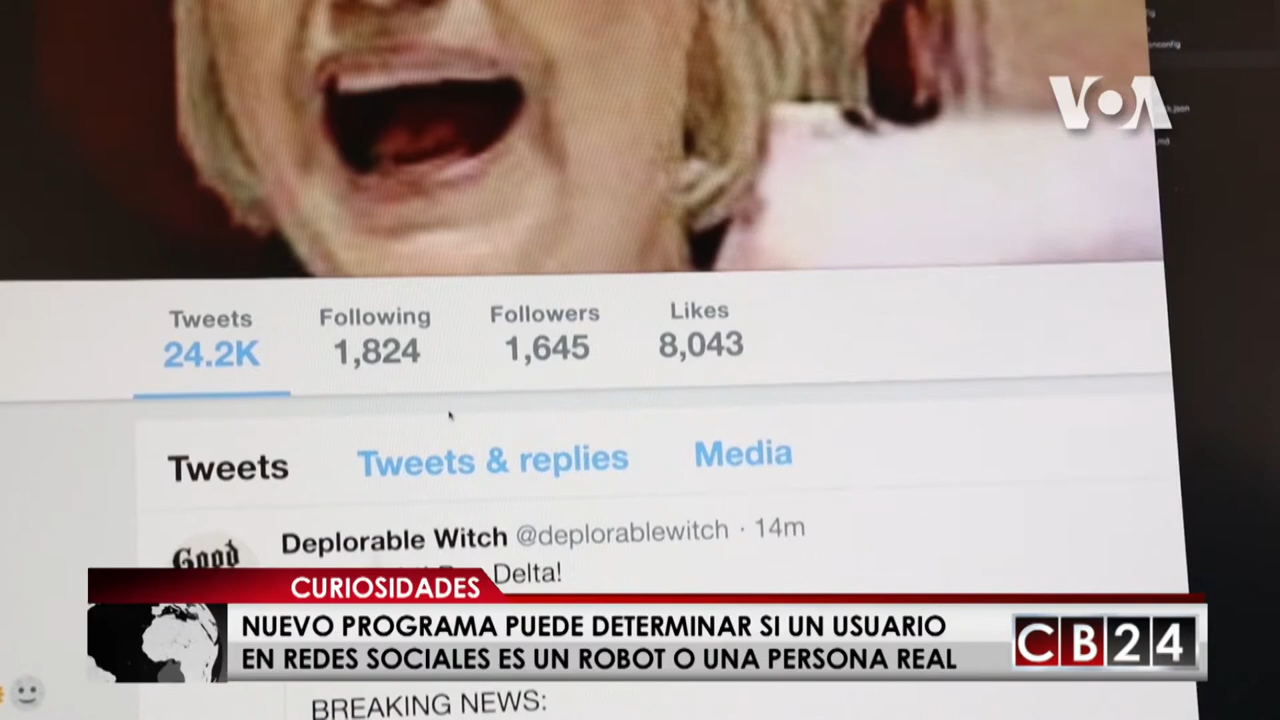 VOA
Tweets Following Followers Likes
24.2K 1,824 1,645 8,043
Tweets Tweets & replies Media
Deplorable Witch @deplorablewitch · 14m
Good
Delta!
CURIOSIDADES
NUEVO PROGRAMA PUEDE DETERMINAR SI UN USUARIO
EN REDES SOCIALES ES UN ROBOT O UNA PERSONA REAL
CB24
BREAKING NEWS: